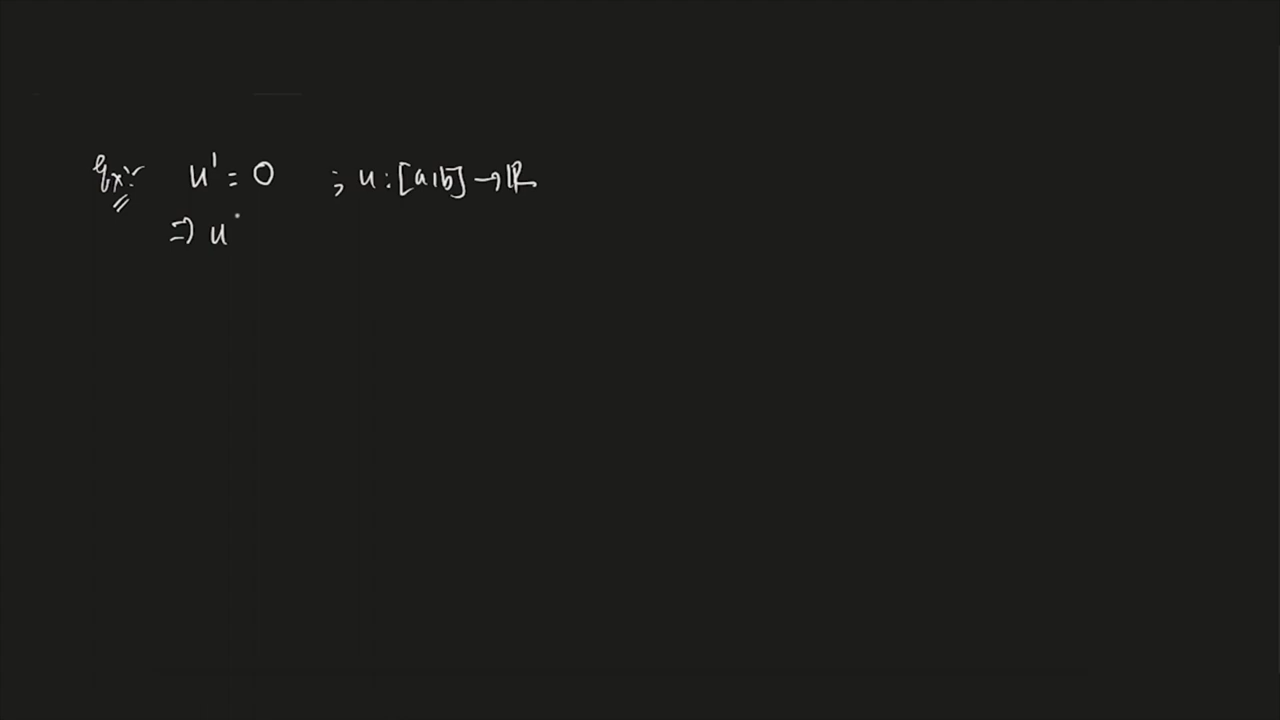 Ex:- u' = 0 ; u : [a,b] → ℝ
⇒ u